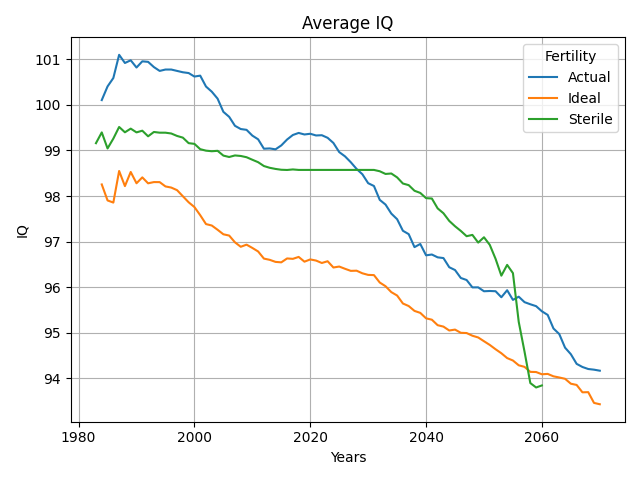 Average IQ
Fertility
Actual
Ideal
Sterile
IQ
101
100
99
98
97
96
95
94
1980
2000
2020
2040
2060
Years